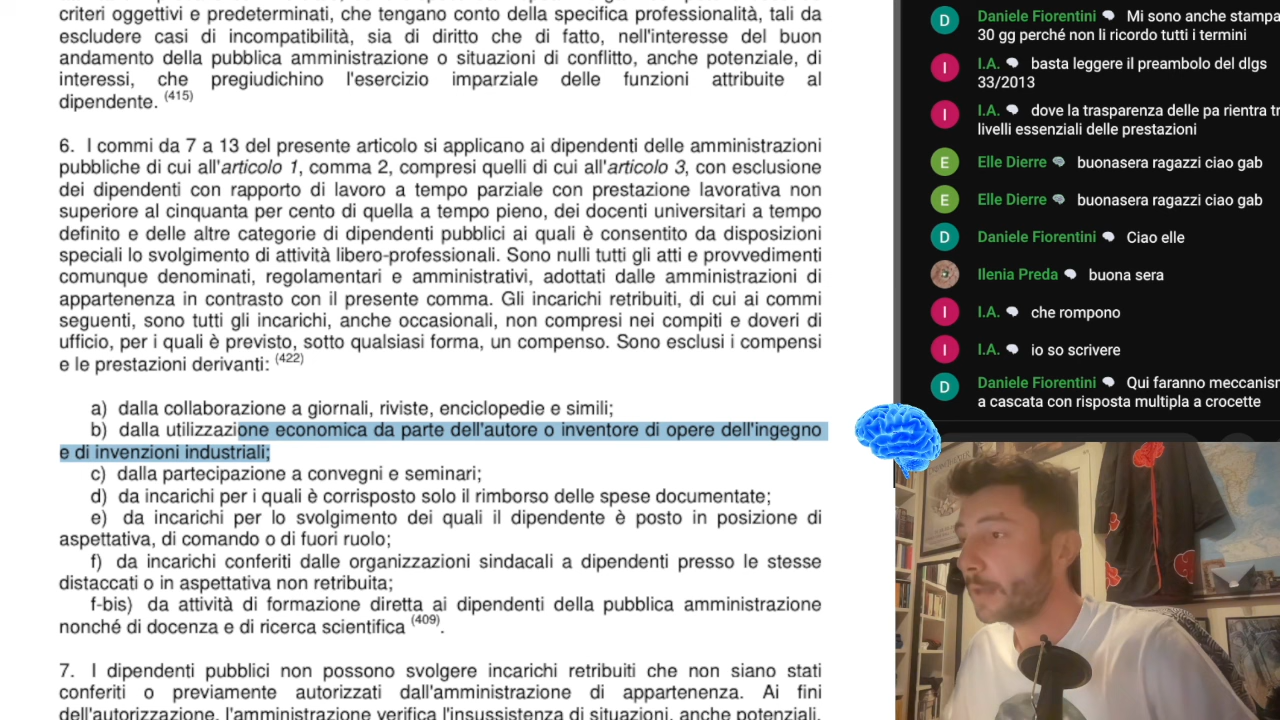 criteri oggettivi e predeterminati, che tengano conto della specifica professionalità, tali da
escludere casi di incompatibilità, sia di diritto che di fatto, nell'interesse del buon
andamento della pubblica amministrazione o situazioni di conflitto, anche potenziale, di
interessi, che pregiudichino l'esercizio imparziale delle funzioni attribuite al
dipendente. (415)
6. I commi da 7 a 13 del presente articolo si applicano ai dipendenti delle amministrazioni
pubbliche di cui all'articolo 1, comma 2, compresi quelli di cui all'articolo 3, con esclusione
dei dipendenti con rapporto di lavoro a tempo parziale con prestazione lavorativa non
superiore al cinquanta per cento di quella a tempo pieno, dei docenti universitari a tempo
definito e delle altre categorie di dipendenti pubblici ai quali è consentito da disposizioni
speciali lo svolgimento di attività libero-professionali. Sono nulli tutti gli atti e provvedimenti
comunque denominati, regolamentari e amministrativi, adottati dalle amministrazioni di
appartenenza in contrasto con il presente comma. Gli incarichi retribuiti, di cui ai commi
seguenti, sono tutti gli incarichi, anche occasionali, non compresi nei compiti e doveri di
ufficio, per i quali è previsto, sotto qualsiasi forma, un compenso. Sono esclusi i compensi
e le prestazioni derivanti: (422)
a) dalla collaborazione a giornali, riviste, enciclopedie e simili;
b) dalla utilizzazione economica da parte dell'autore o inventore di opere dell'ingegno
e di invenzioni industriali;
c) dalla partecipazione a convegni e seminari;
d) da incarichi per i quali è corrisposto solo il rimborso delle spese documentate;
e) da incarichi per lo svolgimento dei quali il dipendente è posto in posizione di
aspettativa, di comando o di fuori ruolo;
f) da incarichi conferiti dalle organizzazioni sindacali a dipendenti presso le stesse
distaccati o in aspettativa non retribuita;
f-bis) da attività di formazione diretta ai dipendenti della pubblica amministrazione
nonché di docenza e di ricerca scientifica (409).
7. I dipendenti pubblici non possono svolgere incarichi retribuiti che non siano stati
conferiti o previamente autorizzati dall'amministrazione di appartenenza. Ai fini
dell'autorizzazione, l'amministrazione verifica l'insussistenza di situazioni, anche potenziali,
D Daniele Fiorentini Mi sono anche stampa
30 gg perché non li ricordo tutti i termini
I I.A. basta leggere il preambolo del dlgs
33/2013
I I.A. dove la trasparenza delle pa rientra
livelli essenziali delle prestazioni
E Elle Dierre buonasera ragazzi ciao gab
E Elle Dierre buonasera ragazzi ciao gab
D Daniele Fiorentini Ciao elle
Ilenia Preda buona sera
I I.A. che rompono
I I.A. io so scrivere
D Daniele Fiorentini Qui faranno meccanism
a cascata con risposta multipla a crocette